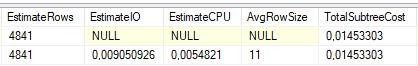 EstimateRows EstimateIO EstimateCPU AvgRowSize TotalSubtreeCost
4841 NULL NULL NULL 0,01453303
4841 0,009050926 0,0054821 11 0,01453303